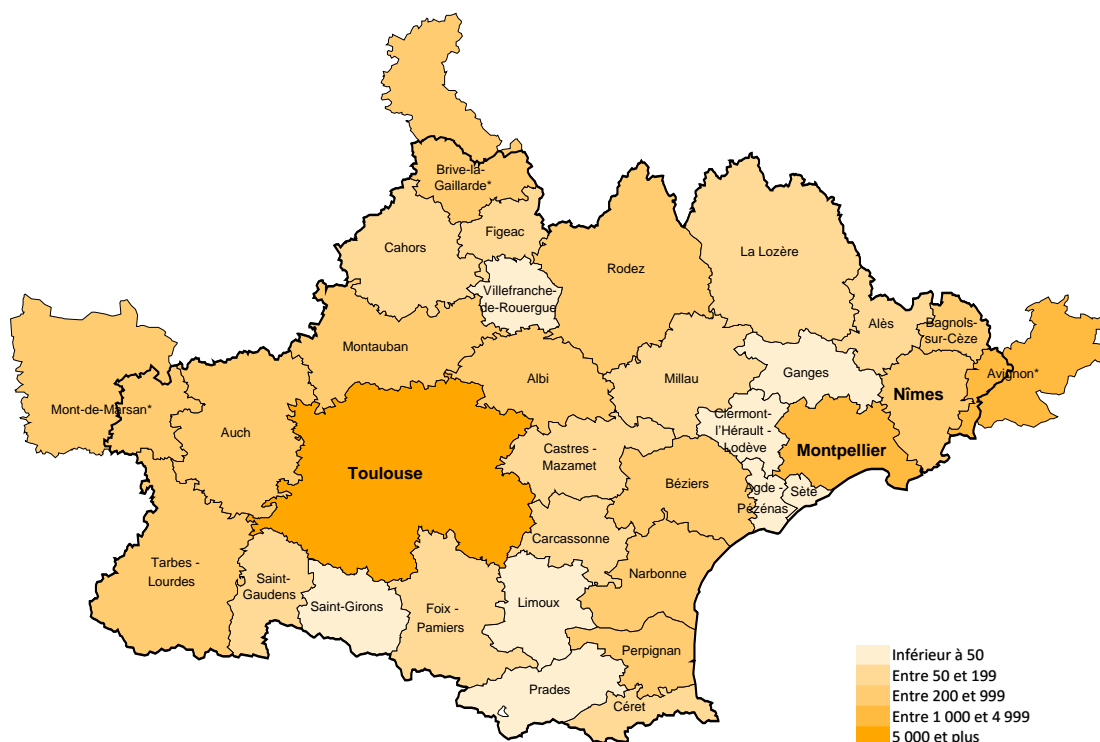 Brive-la-
Gaillarde*
Figeac
Cahors
La Lozère
Rodez
Villefranche-
de-Rouergue
Alès
Bagnols-
sur-Cèze
Montauban
Albi
Millau
Ganges
Avignon*
Nîmes
Mont-de-Marsan*
Auch
Clermont-
l'Hérault -
Lodève
Castres -
Mazamet
Montpellier
Toulouse
Béziers
Agde -
Pézénas
Sète
Carcassonne
Tarbes -
Lourdes
Saint-
Gaudens
Saint-Girons
Foix -
Pamiers
Limoux
Narbonne
Perpignan
Prades
Céret
Inférieur à 50
Entre 50 et 199
Entre 200 et 999
Entre 1 000 et 4 999
5 000 et plus